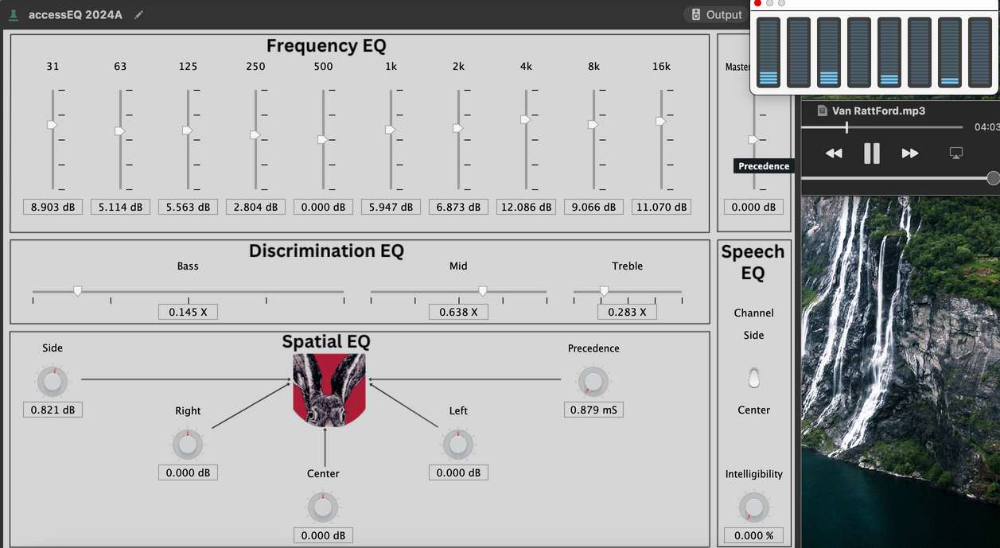 accessEQ 2024A
Output
Frequency EQ
31 63 125 250 500 1k 2k 4k 8k 16k
8.903 dB 5.114 dB 5.563 dB 2.804 dB 0.000 dB 5.947 dB 6.873 dB 12.086 dB 9.066 dB 11.070 dB
Master
Precedence
0.000 dB
Van RattFord.mp3
04:03
Discrimination EQ
Bass Mid Treble
0.145 X 0.638 X 0.283 X
Spatial EQ
Side
0.821 dB
Precedence
0.879 mS
Right
0.000 dB
Left
0.000 dB
Center
0.000 dB
Speech
EQ
Channel
Side
Center
Intelligibility
0.000 %